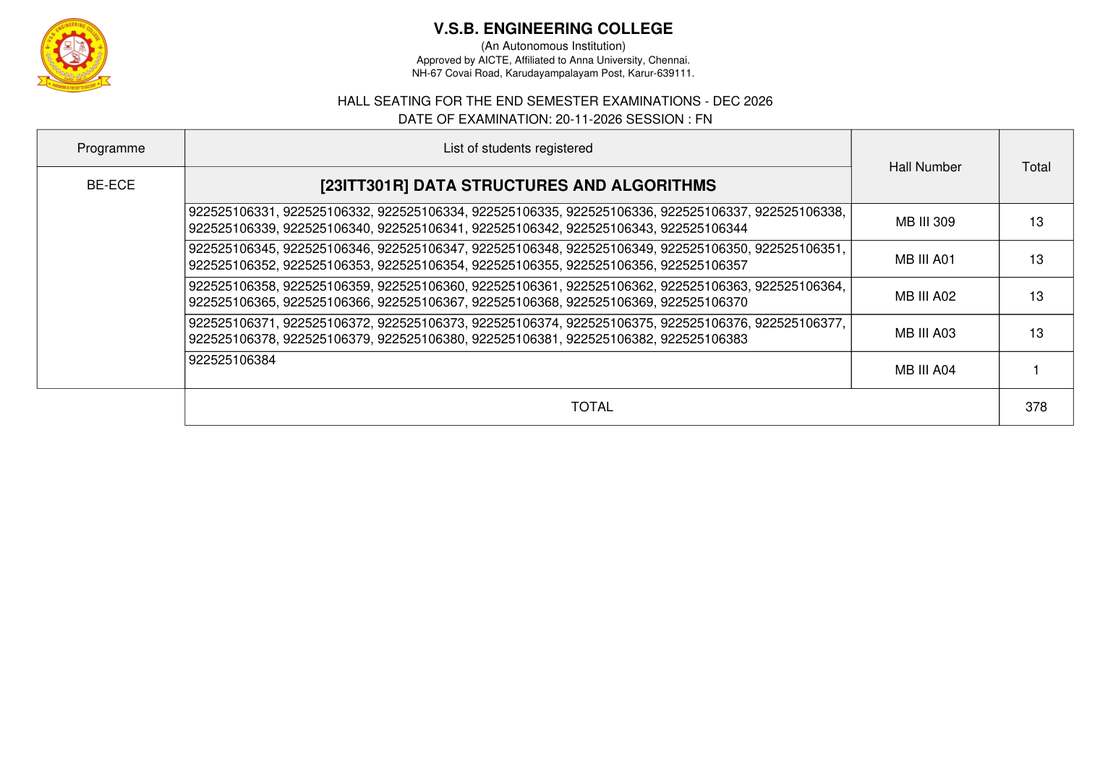 V.S.B. ENGINEERING COLLEGE
(An Autonomous Institution)
Approved by AICTE, Affiliated to Anna University, Chennai.
NH-67 Covai Road, Karudayampalayam Post, Karur-639111.
HALL SEATING FOR THE END SEMESTER EXAMINATIONS - DEC 2026
DATE OF EXAMINATION: 20-11-2026 SESSION : FN
Programme
List of students registered
Hall Number
Total
BE-ECE
[23ITT301R] DATA STRUCTURES AND ALGORITHMS
922525106331, 922525106332, 922525106334, 922525106335, 922525106336, 922525106337, 922525106338,
922525106339, 922525106340, 922525106341, 922525106342, 922525106343, 922525106344
MB III 309
13
922525106345, 922525106346, 922525106347, 922525106348, 922525106349, 922525106350, 922525106351,
922525106352, 922525106353, 922525106354, 922525106355, 922525106356, 922525106357
MB III A01
13
922525106358, 922525106359, 922525106360, 922525106361, 922525106362, 922525106363, 922525106364,
922525106365, 922525106366, 922525106367, 922525106368, 922525106369, 922525106370
MB III A02
13
922525106371, 922525106372, 922525106373, 922525106374, 922525106375, 922525106376, 922525106377,
922525106378, 922525106379, 922525106380, 922525106381, 922525106382, 922525106383
MB III A03
13
922525106384
MB III A04
1
TOTAL
378